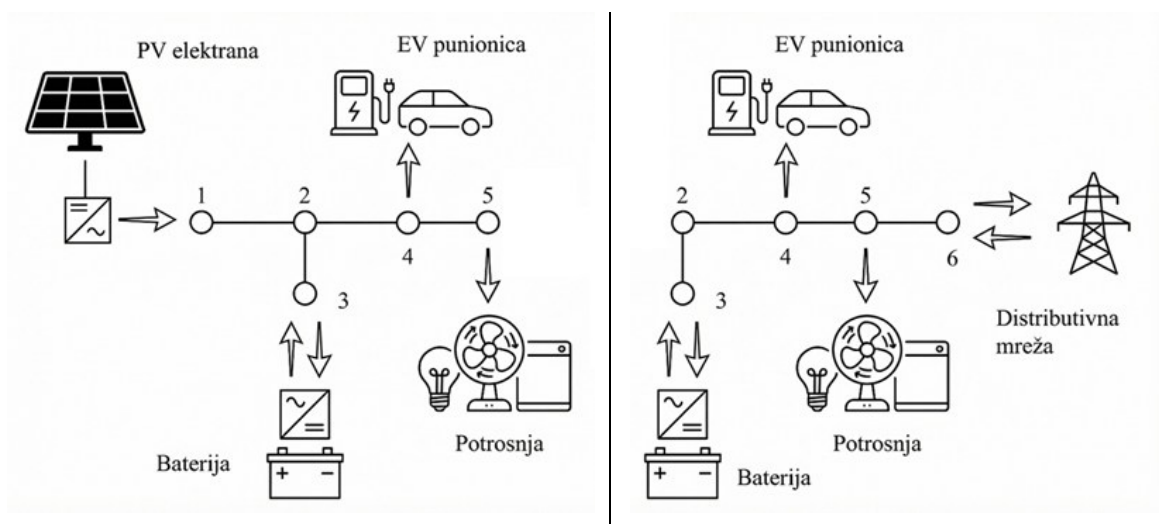 PV elektrana
EV punionica
1
2
5
4
3
Baterija
+ −
Potrosnja
EV punionica
2
5
4
6
3
Distributivna
mreža
Potrosnja
Baterija
+ −